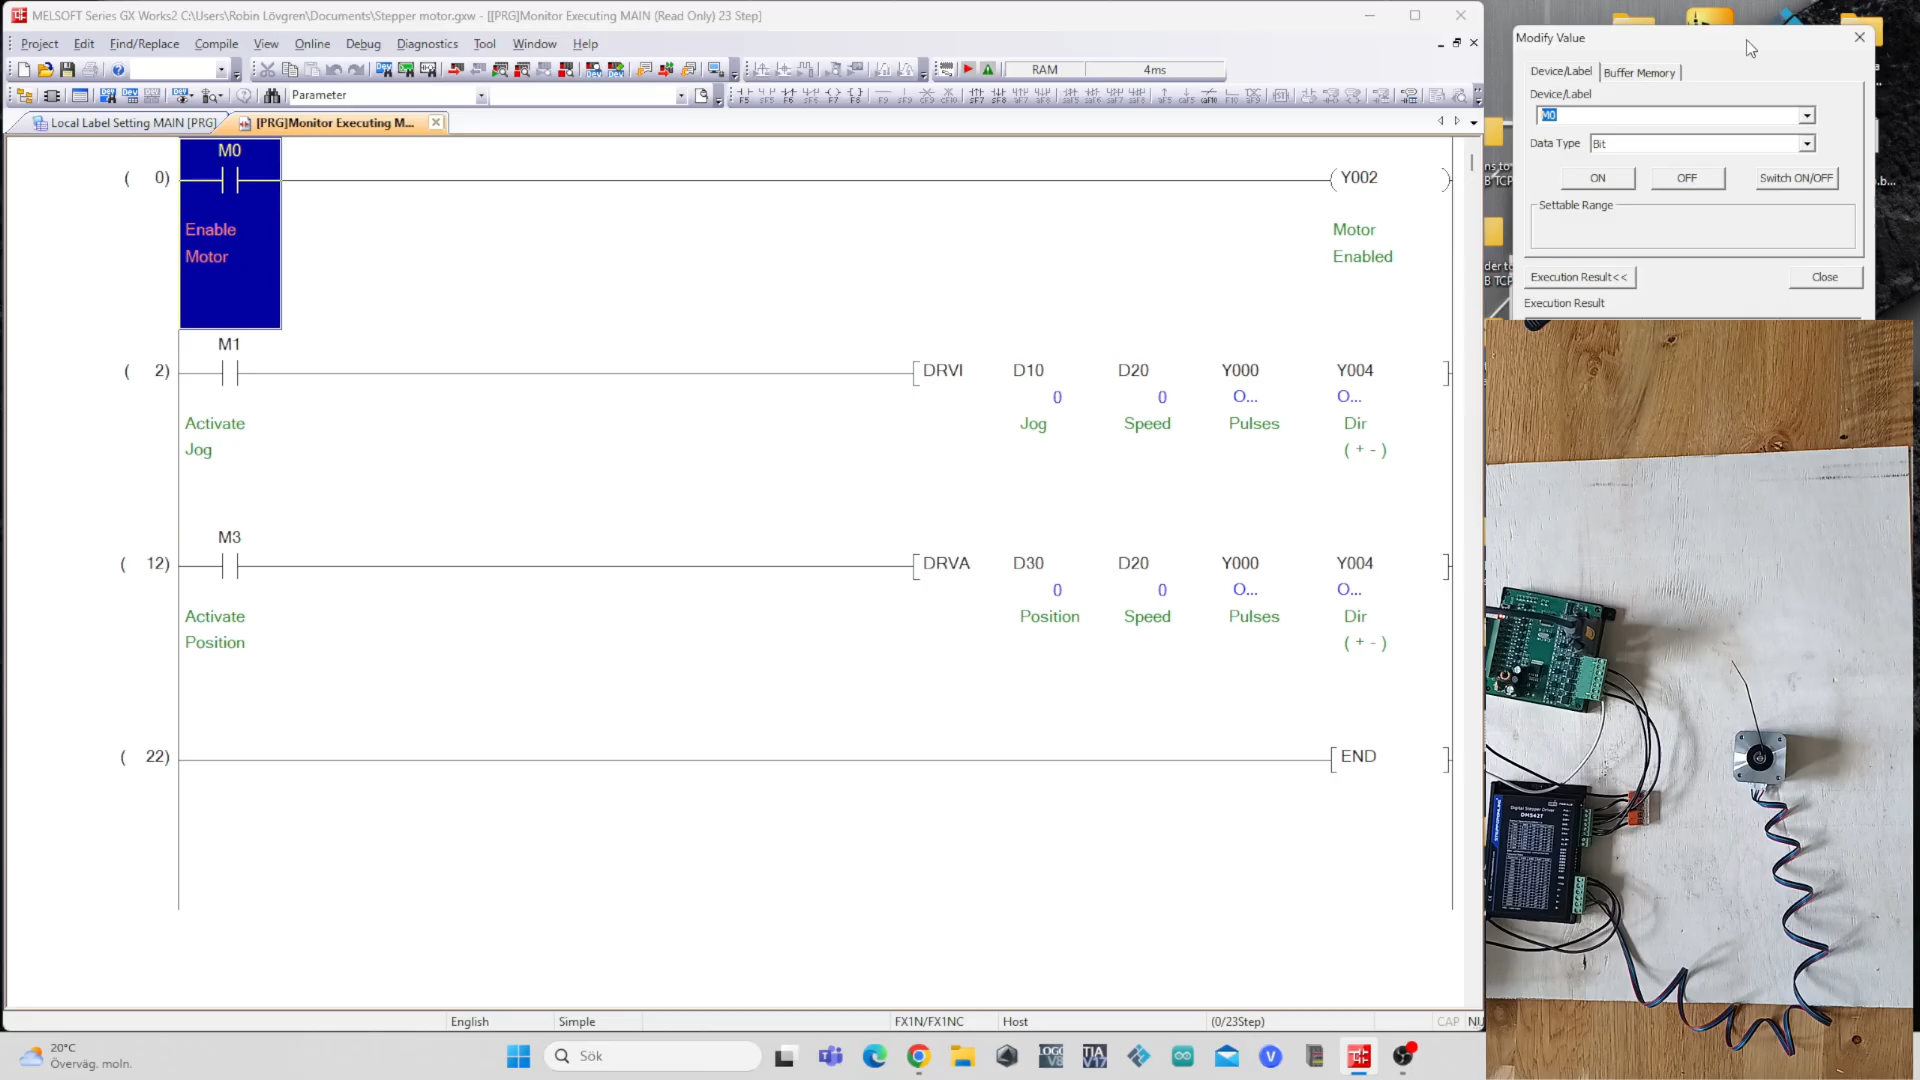 MELSOFT Series GX Works2 C:\Users\Robin Lövgren\Documents\Stepper motor.gxw - [[PRG]Monitor Executing MAIN (Read Only) 23 Step]
Project Edit Find/Replace Compile View Online Debug Diagnostics Tool Window Help
RAM 4ms
Parameter
Local Label Setting MAIN [PRG]
[PRG]Monitor Executing M...
M0
( 0) Y002
Enable
Motor
Motor
Enabled
M1
( 2) DRVI D10 D20 Y000 Y004
0 0 O... O...
Activate
Jog
Jog Speed Pulses Dir
( + - )
M3
( 12) DRVA D30 D20 Y000 Y004
0 0 O... O...
Activate
Position
Position Speed Pulses Dir
( + - )
( 22) END
English Simple FX1N/FX1NC Host (0/23Step) CAP NU
Modify Value
Device/Label Buffer Memory
Device/Label
M0
Data Type Bit
ON OFF Switch ON/OFF
Settable Range
Execution Result<< Close
Execution Result
Digital Stepper Driver
DM542T
20°C
Överväg. moln.
Sök